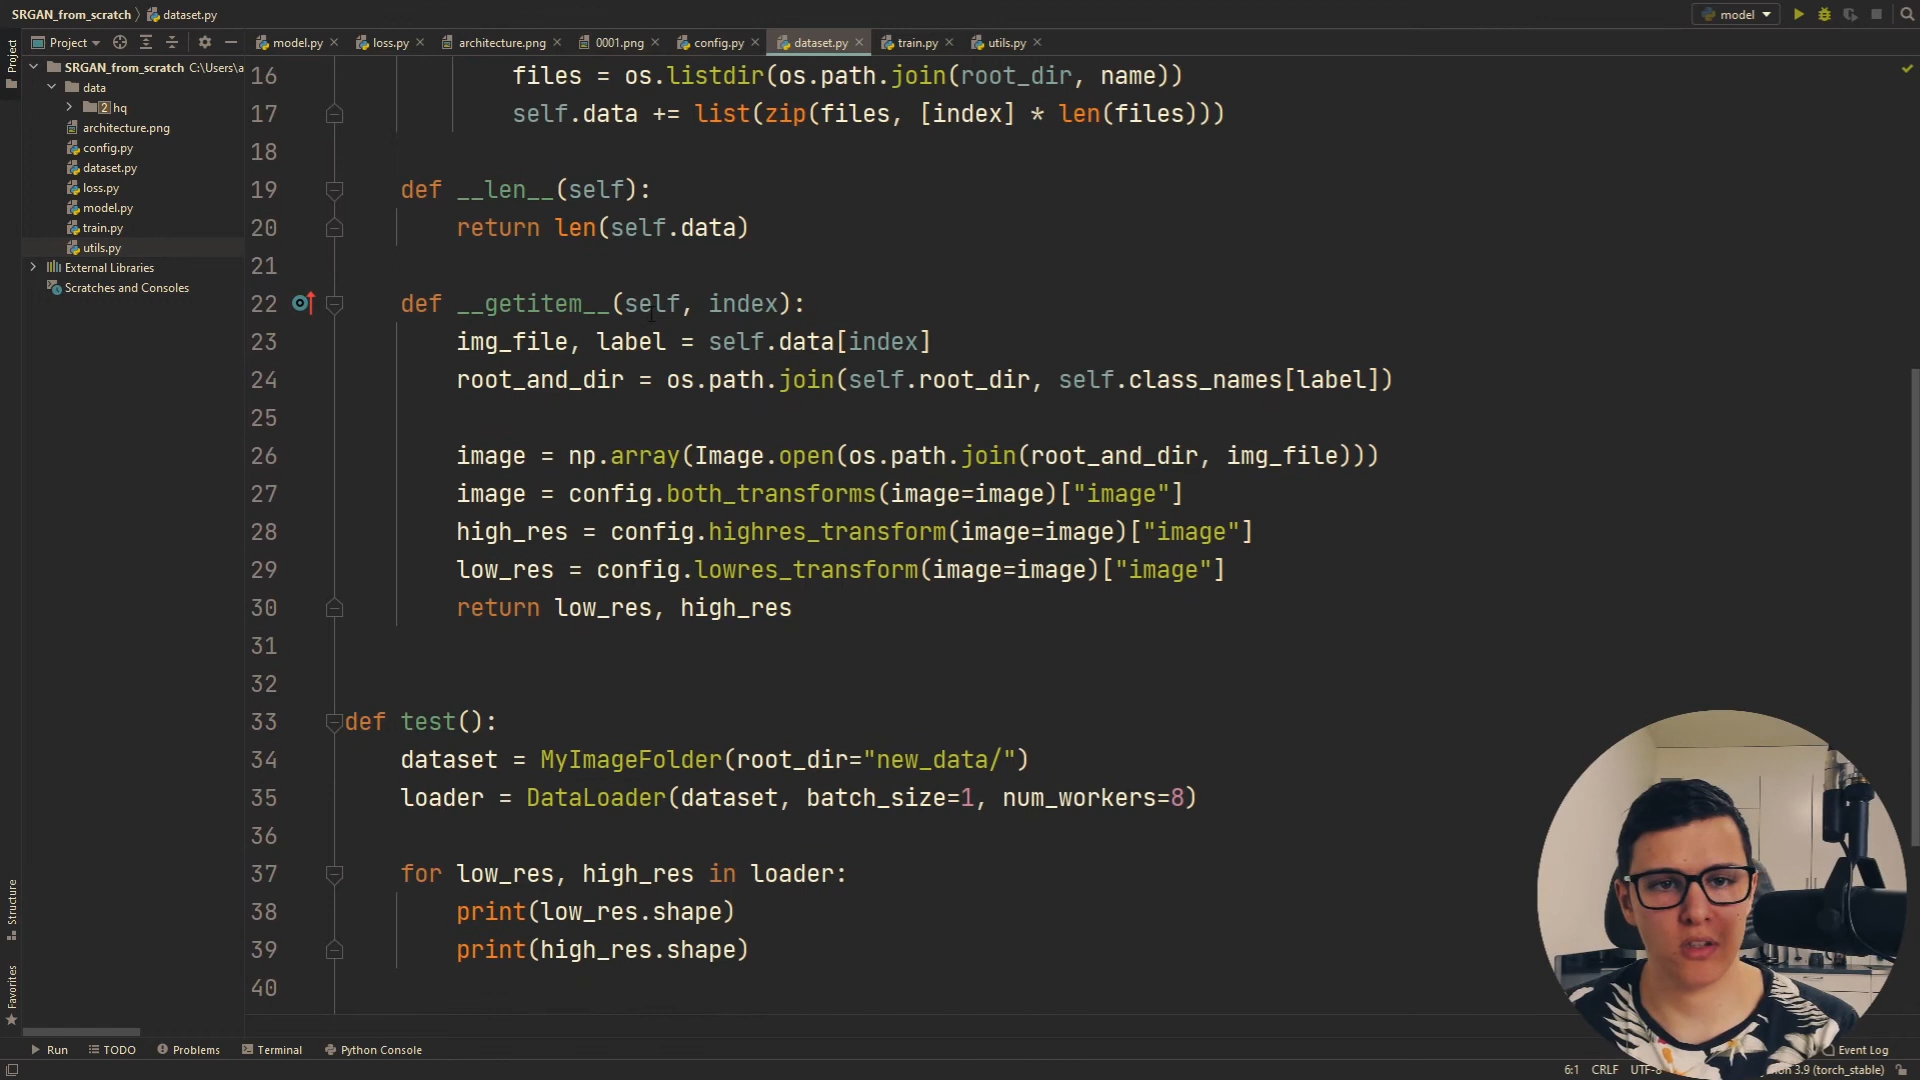 SRGAN_from_scratch
dataset.py
model
Project
model.py
loss.py
architecture.png
0001.png
config.py
dataset.py
train.py
utils.py
Project
SRGAN_from_scratch C:\Users\a
data
2 hq
architecture.png
config.py
dataset.py
loss.py
model.py
train.py
utils.py
External Libraries
Scratches and Consoles
16 files = os.listdir(os.path.join(root_dir, name))
17 self.data += list(zip(files, [index] * len(files)))
18
19 def __len__(self):
20 return len(self.data)
21
22 def __getitem__(self, index):
23 img_file, label = self.data[index]
24 root_and_dir = os.path.join(self.root_dir, self.class_names[label])
25
26 image = np.array(Image.open(os.path.join(root_and_dir, img_file)))
27 image = config.both_transforms(image=image)["image"]
28 high_res = config.highres_transform(image=image)["image"]
29 low_res = config.lowres_transform(image=image)["image"]
30 return low_res, high_res
31
32
33 def test():
34 dataset = MyImageFolder(root_dir="new_data/")
35 loader = DataLoader(dataset, batch_size=1, num_workers=8)
36
37 for low_res, high_res in loader:
38 print(low_res.shape)
39 print(high_res.shape)
40
Structure
Favorites
Run
TODO
Problems
Terminal
Python Console
Event Log
6:1 CRLF 3.9 (torch_stable)